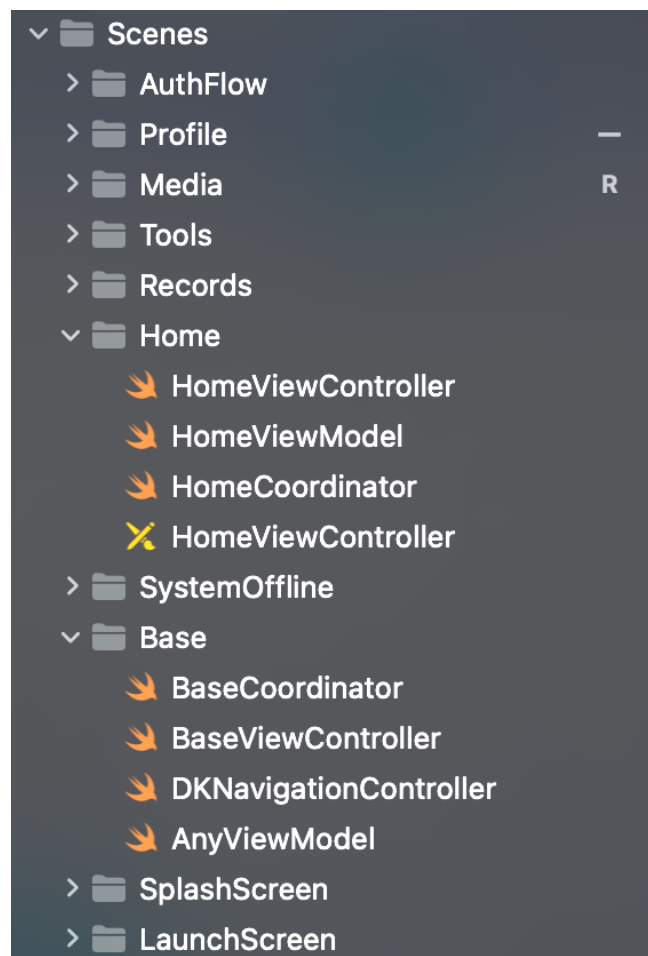 Scenes
AuthFlow
Profile
Media R
Tools
Records
Home
HomeViewController
HomeViewModel
HomeCoordinator
HomeViewController
SystemOffline
Base
BaseCoordinator
BaseViewController
DKNavigationController
AnyViewModel
SplashScreen
LaunchScreen